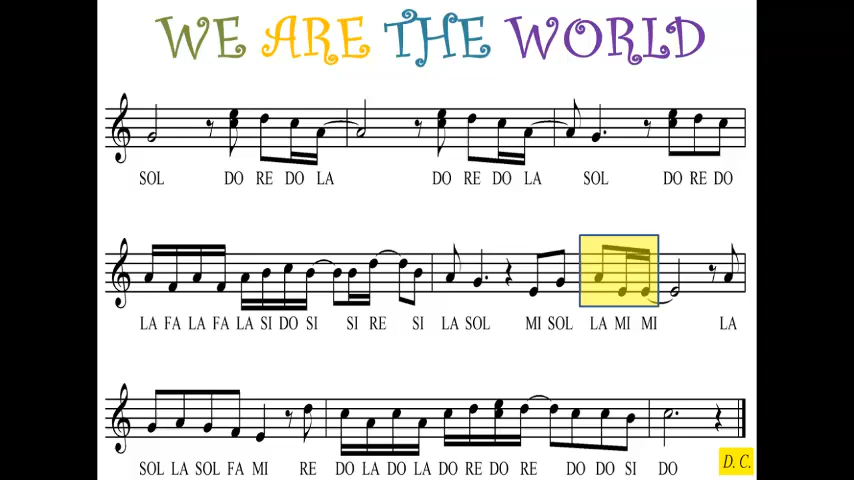 WE ARE THE WORLD
SOL DO RE DO LA DO RE DO LA SOL DO RE DO
LA FA LA FA LA SI DO SI SI RE SI LA SOL MI SOL LA MI MI LA
SOL LA SOL FA MI RE DO LA DO LA DO RE DO RE DO DO SI DO
D. C.